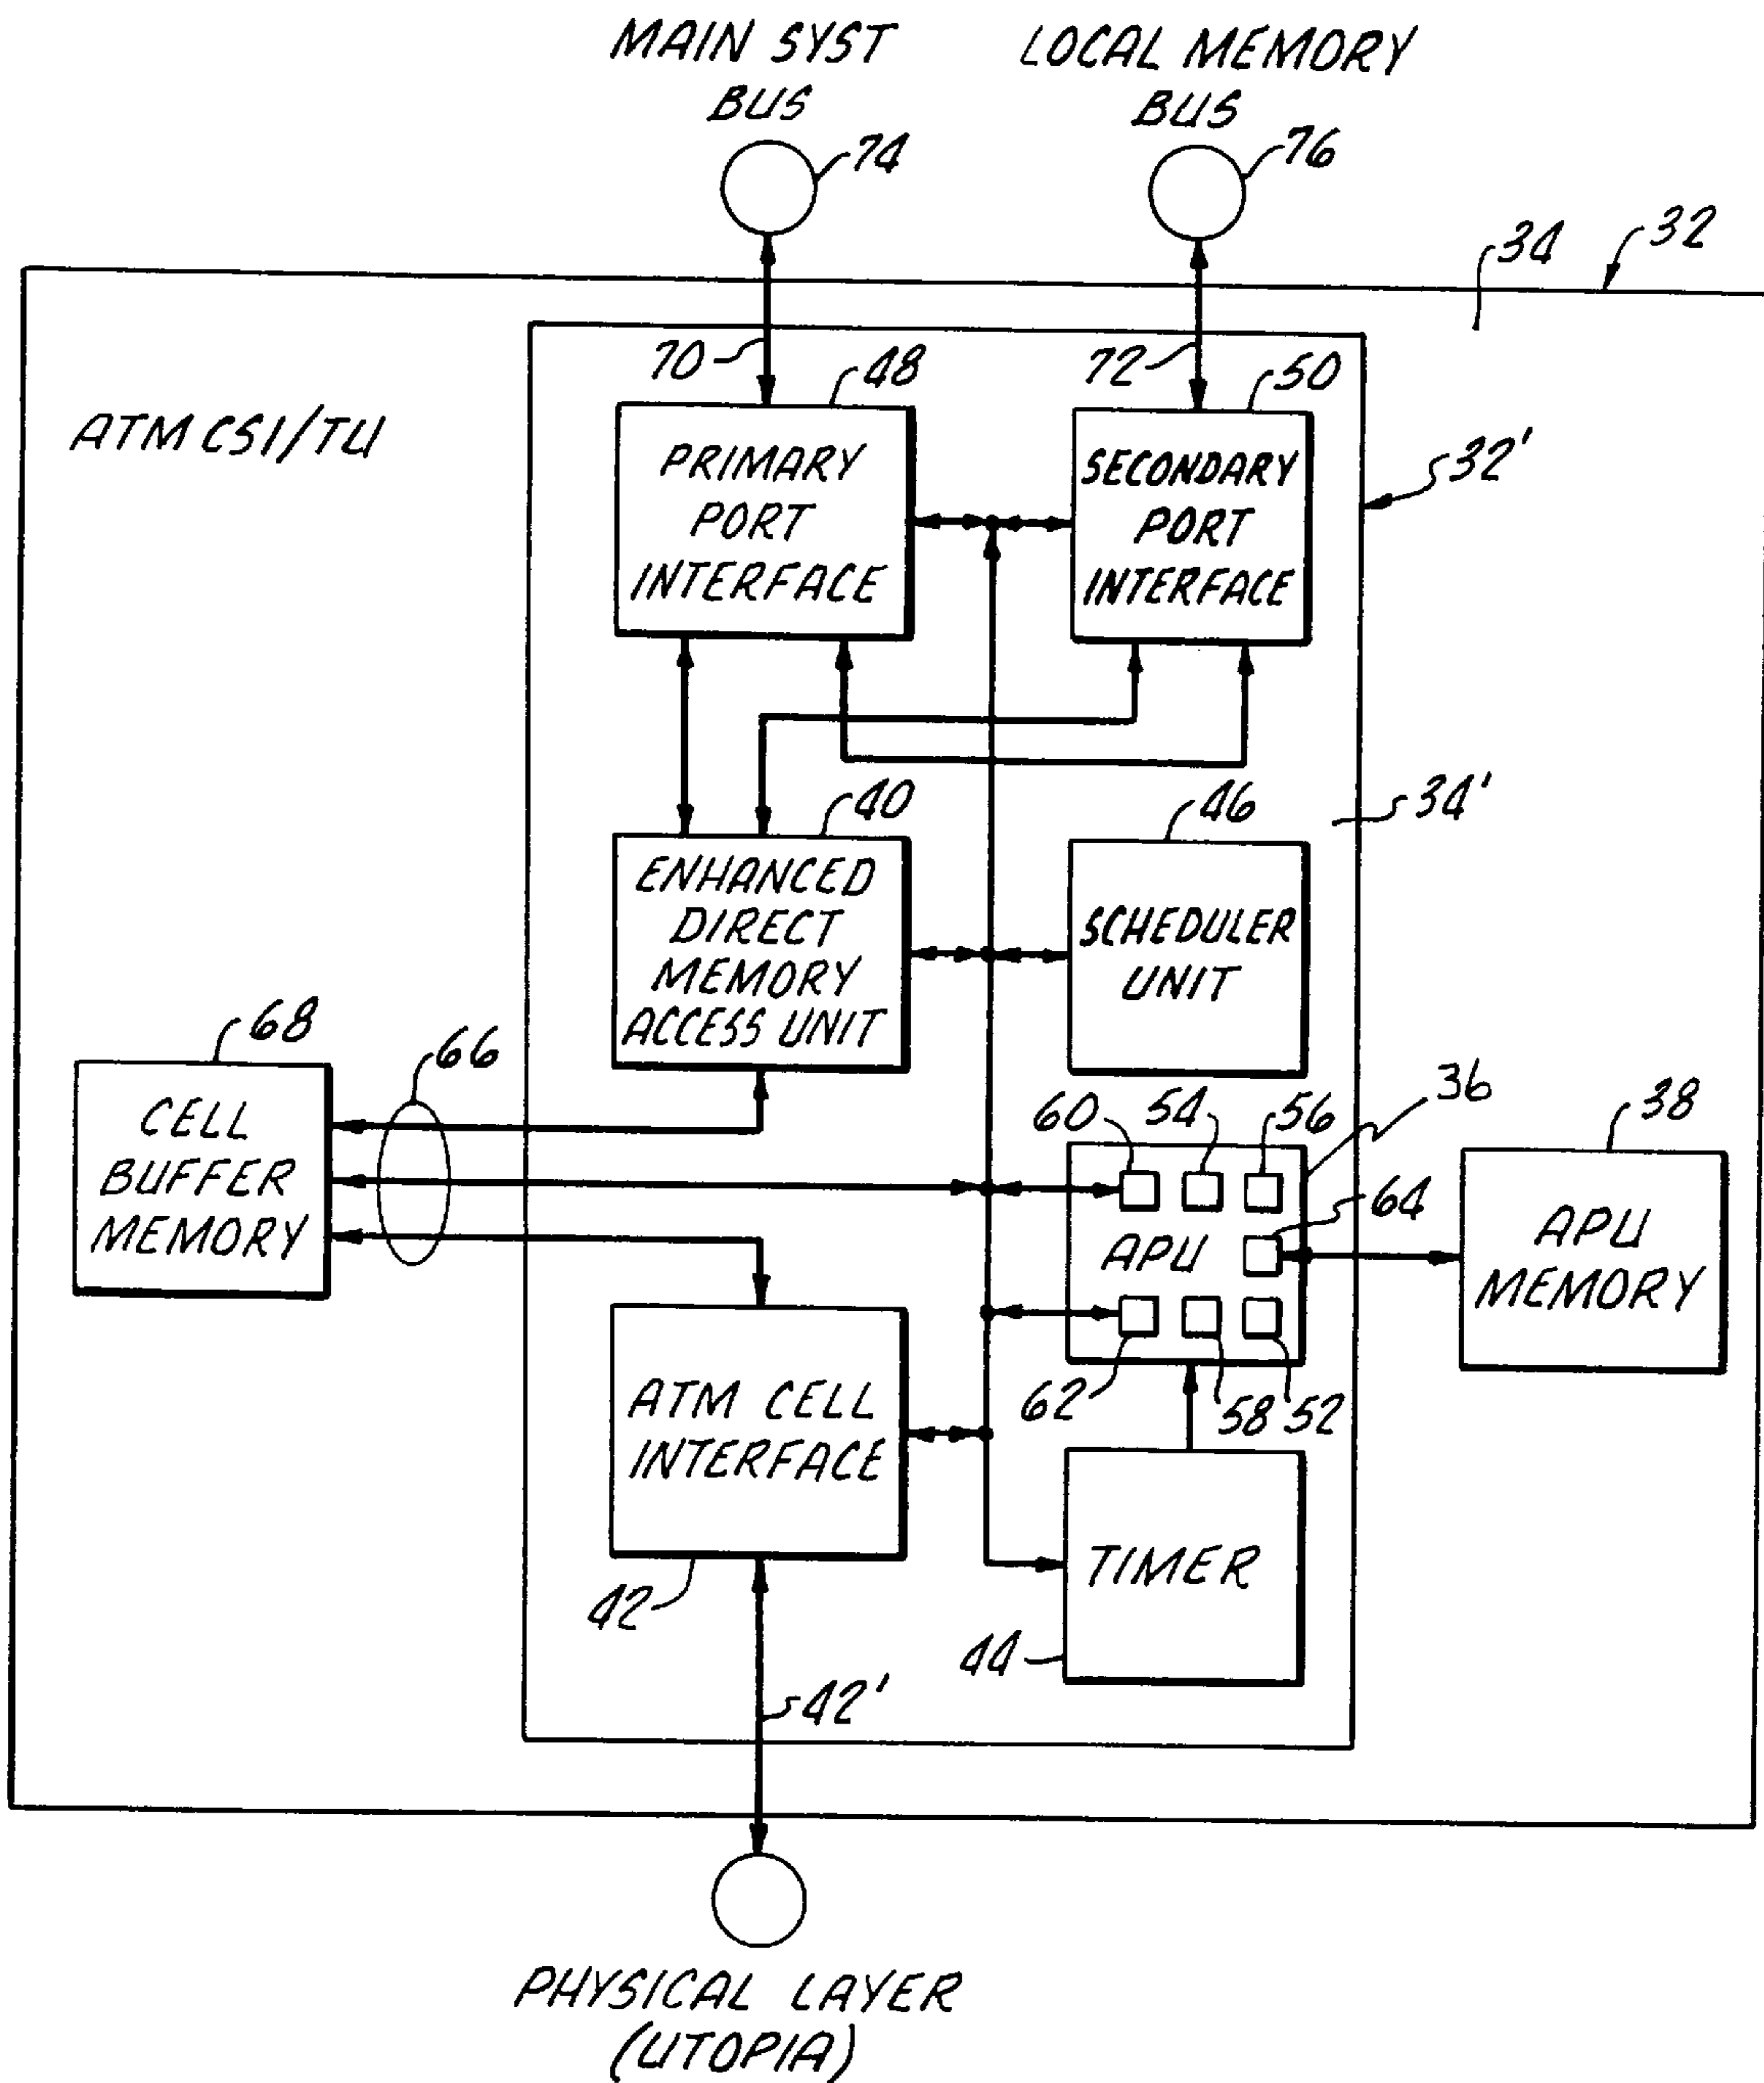 MAIN SYST
BUS
LOCAL MEMORY
BUS
74
76
32
34
70
48
72
50
ATM CSI/TU
PRIMARY
PORT
INTERFACE
SECONDARY
PORT
INTERFACE
32'
40
46
34'
ENHANCED
DIRECT
MEMORY
ACCESS UNIT
SCHEDULER
UNIT
68
66
CELL
BUFFER
MEMORY
60
54
56
36
38
64
APU
APU
MEMORY
62
58
52
ATM CELL
INTERFACE
42
TIMER
44
42'
PHYSICAL LAYER
(UTOPIA)